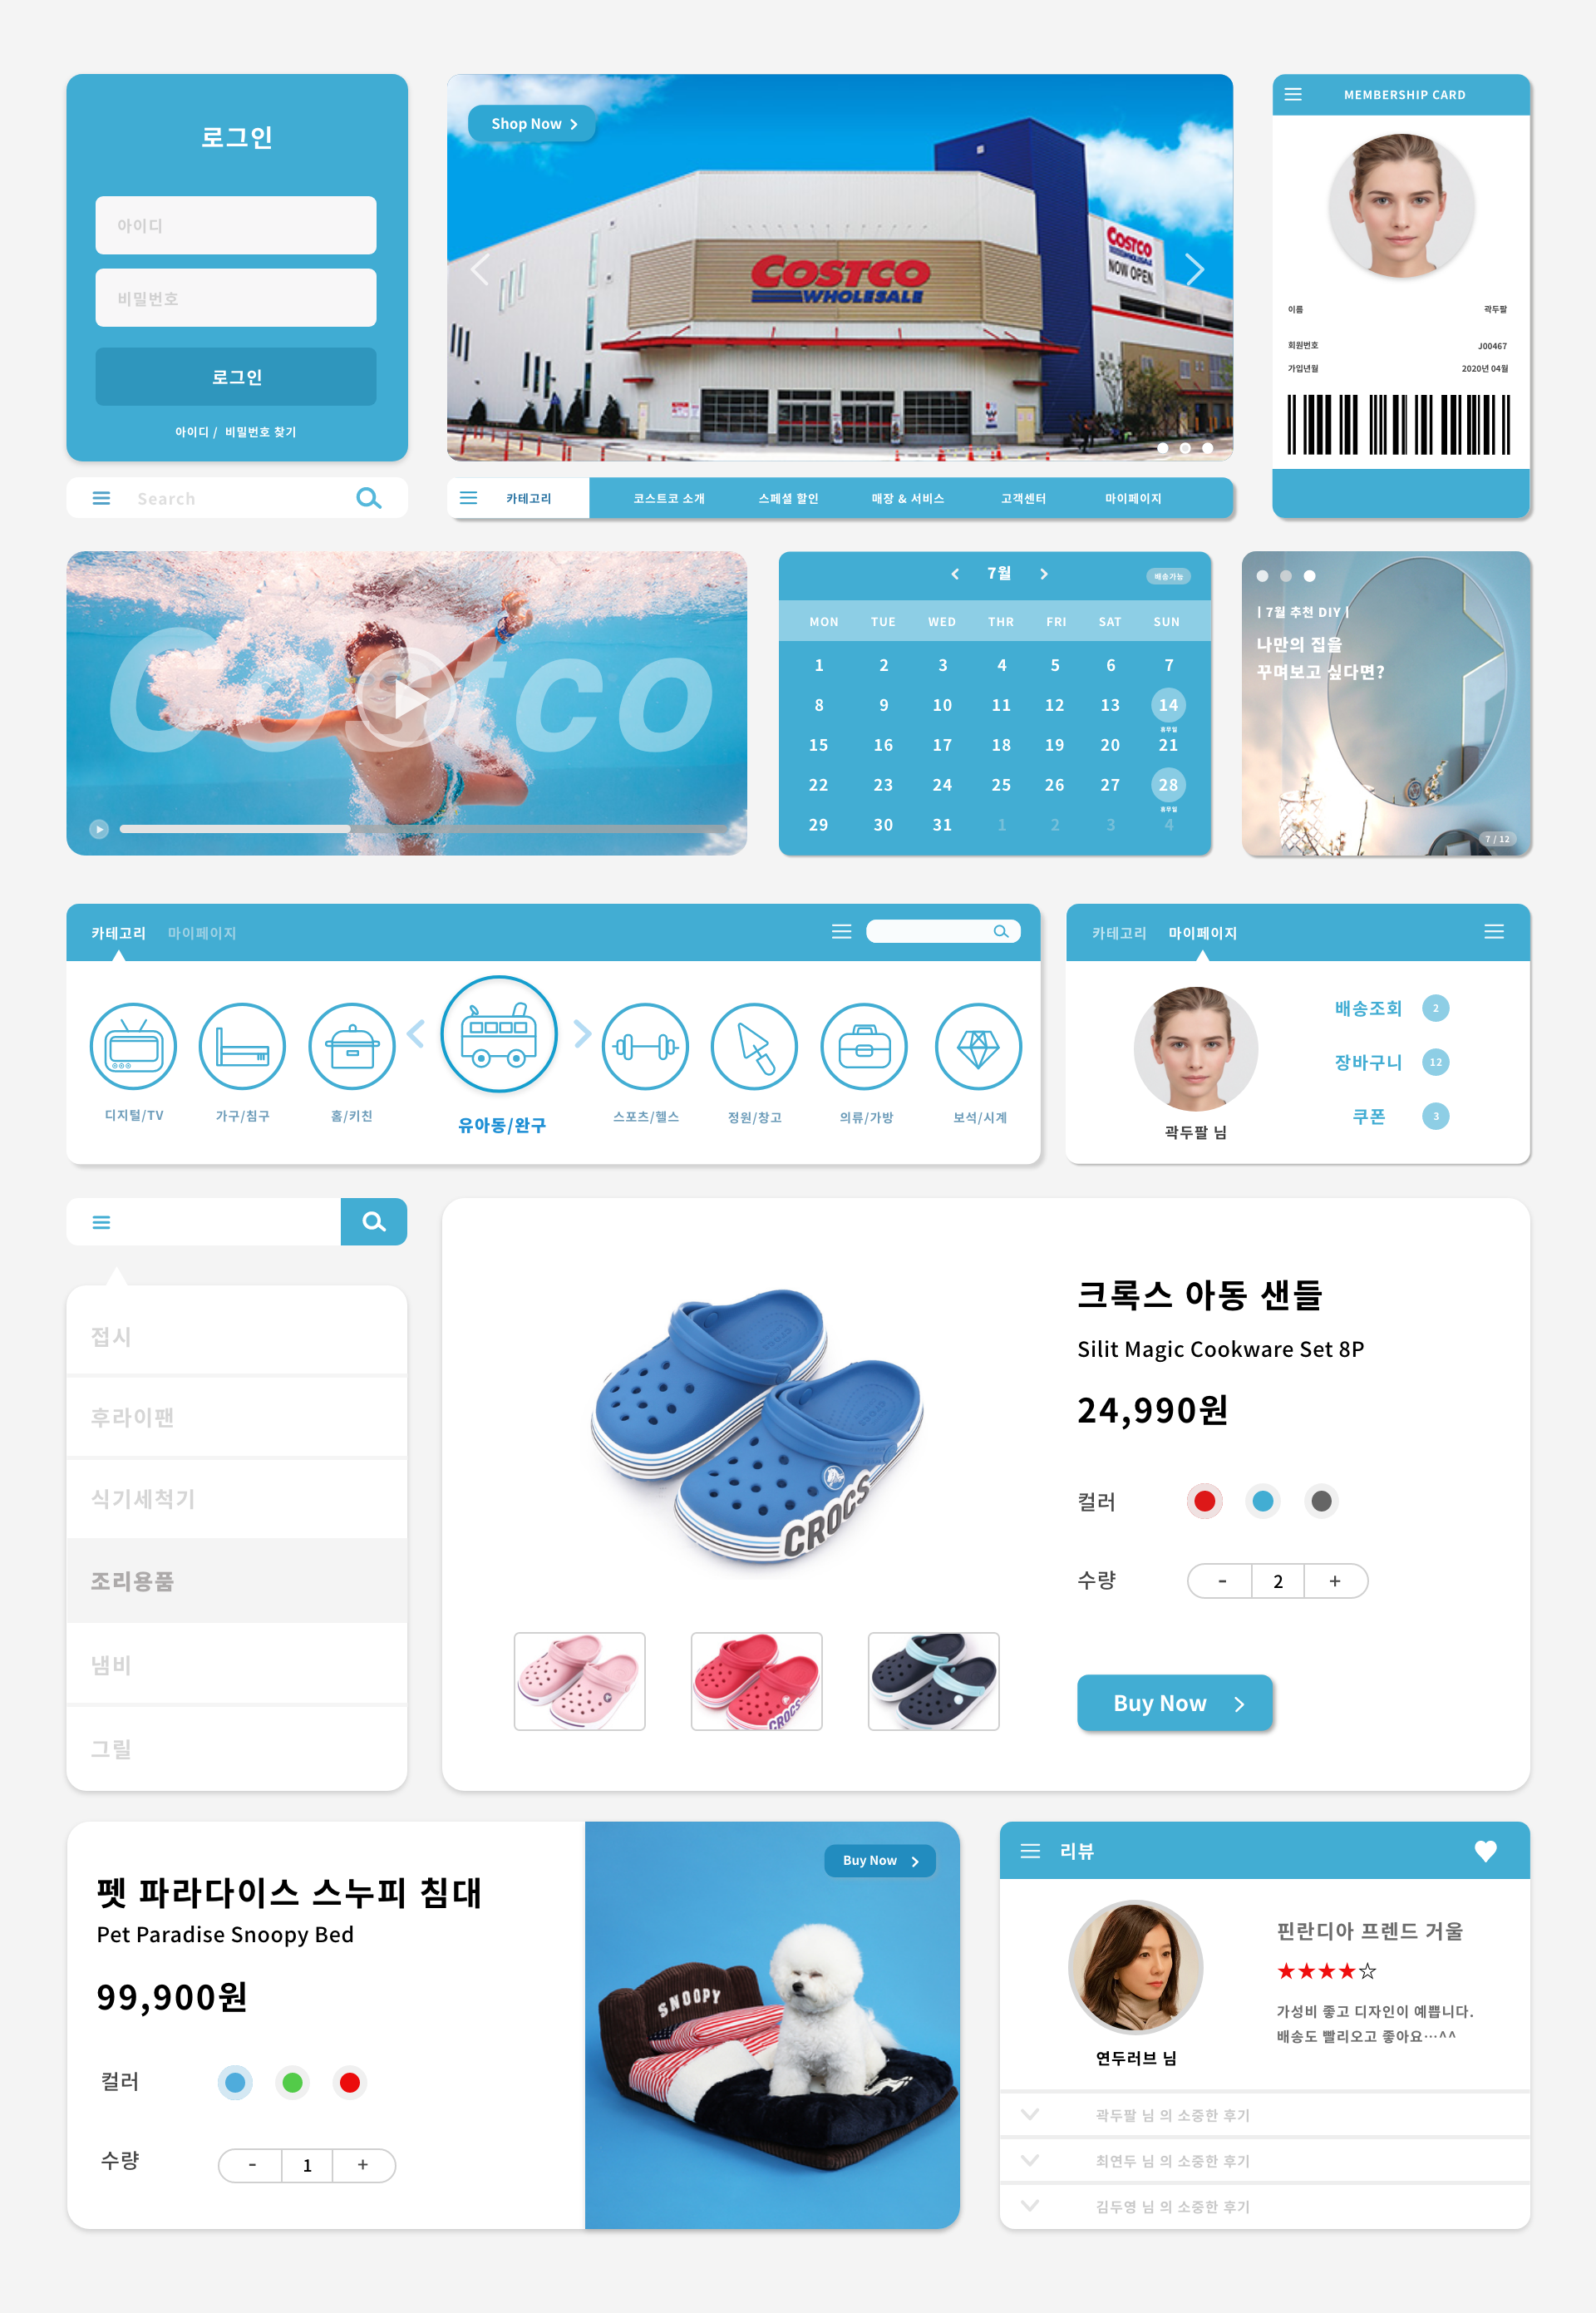 로그인
아이디
비밀번호
로그인
아이디 / 비밀번호 찾기
Search
Shop Now
COSTCO
WHOLESALE
COSTCO
WHOLESALE
NOW OPEN
카테고리 코스트코 소개 스페셜 할인 매장 & 서비스 고객센터 마이페이지
MEMBERSHIP CARD
이름 곽두팔
회원번호 J00467
가입년월 2020년 04월
Costco
7월 배송가능
MON TUE WED THR FRI SAT SUN
1 2 3 4 5 6 7
8 9 10 11 12 13 14
휴무일
15 16 17 18 19 20 21
22 23 24 25 26 27 28
휴무일
29 30 31 1 2 3 4
| 7월 추천 DIY |
나만의 집을
꾸며보고 싶다면?
7 / 12
카테고리 마이페이지
디지털/TV 가구/침구 홈/키친 유아동/완구 스포츠/헬스 정원/창고 의류/가방 보석/시계
카테고리 마이페이지
곽두팔 님
배송조회 2
장바구니 12
쿠폰 3
접시
후라이팬
식기세척기
조리용품
냄비
그릴
CROCS
CROCS
크록스 아동 샌들
Silit Magic Cookware Set 8P
24,990원
컬러
수량 - 2 +
Buy Now
펫 파라다이스 스누피 침대
Pet Paradise Snoopy Bed
99,900원
컬러
수량 - 1 +
Buy Now
SNOOPY
리뷰
연두러브 님
핀란디아 프렌드 거울
★★★★☆
가성비 좋고 디자인이 예쁩니다.
배송도 빨리오고 좋아요…^^
곽두팔 님 의 소중한 후기
최연두 님 의 소중한 후기
김두영 님 의 소중한 후기